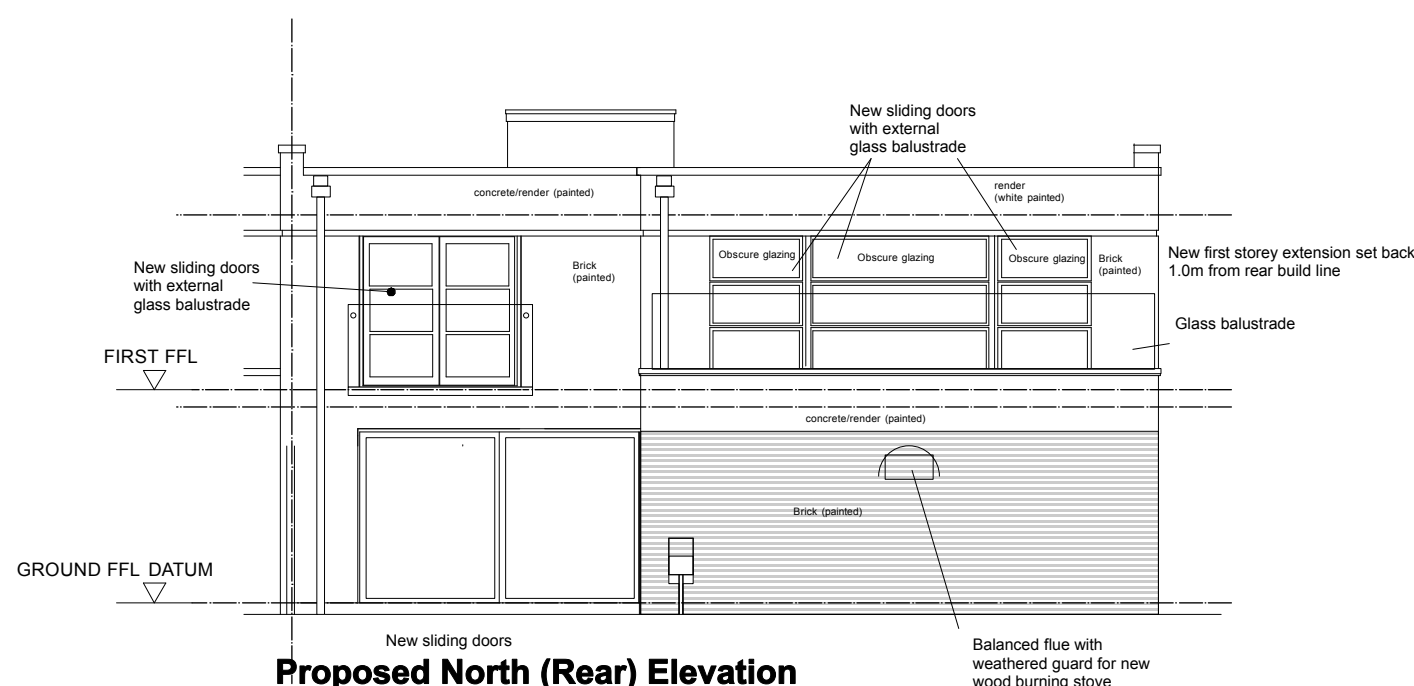 New sliding doors
with external
glass balustrade
concrete/render (painted)
render
(white painted)
New sliding doors
with external
glass balustrade
Brick
(painted)
Obscure glazing
Obscure glazing
Obscure glazing
Brick
(painted)
New first storey extension set back
1.0m from rear build line
Glass balustrade
FIRST FFL
concrete/render (painted)
Brick (painted)
GROUND FFL DATUM
New sliding doors
Proposed North (Rear) Elevation
Balanced flue with
weathered guard for new
wood burning stove